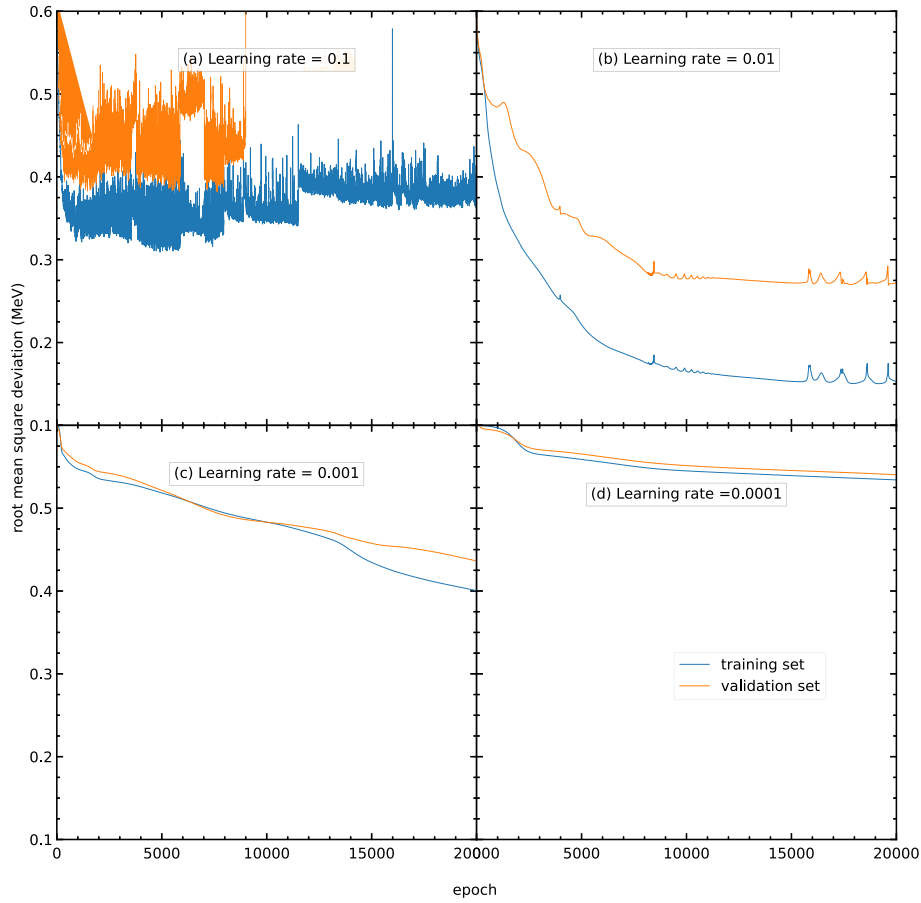 0.6
(a) Learning rate = 0.1
(b) Learning rate = 0.01
0.5
0.4
0.3
0.2
0.1
root mean square deviation (MeV)
(c) Learning rate = 0.001
(d) Learning rate =0.0001
0.5
0.4
0.3
training set
validation set
0.2
0.1
0 5000 10000 15000 20000 5000 10000 15000 20000
epoch